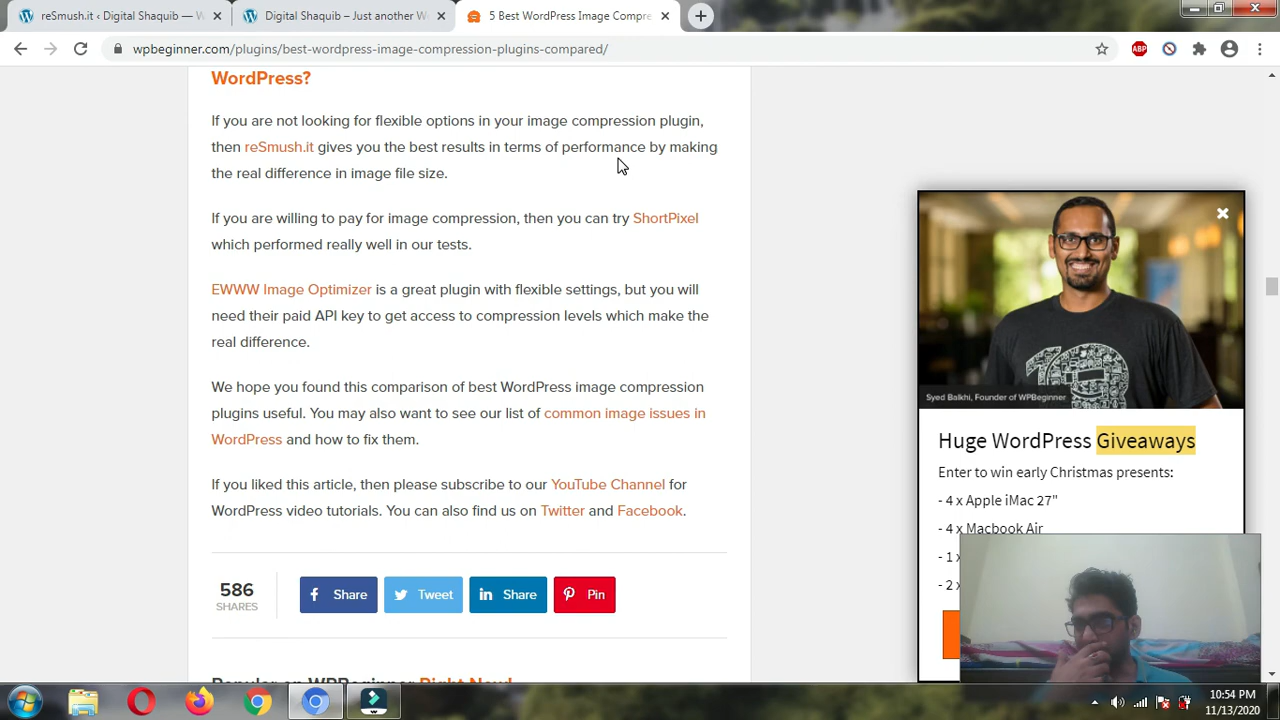 reSmush.it ‹ Digital Shaquib — W
Digital Shaquib – Just another W
5 Best WordPress Image Compre
wpbeginner.com/plugins/best-wordpress-image-compression-plugins-compared/
ABP
WordPress?
If you are not looking for flexible options in your image compression plugin,
then reSmush.it gives you the best results in terms of performance by making
the real difference in image file size.
If you are willing to pay for image compression, then you can try ShortPixel
which performed really well in our tests.
EWWW Image Optimizer is a great plugin with flexible settings, but you will
need their paid API key to get access to compression levels which make the
real difference.
We hope you found this comparison of best WordPress image compression
plugins useful. You may also want to see our list of common image issues in
WordPress and how to fix them.
If you liked this article, then please subscribe to our YouTube Channel for
WordPress video tutorials. You can also find us on Twitter and Facebook.
586
SHARES
Share
Tweet
Share
Pin
Popular on WPBeginner Right Now!
Syed Balkhi, Founder of WPBeginner
Huge WordPress Giveaways
Enter to win early Christmas presents:
- 4 x Apple iMac 27"
- 4 x Macbook Air
- 1 x
- 2 x
10:54 PM
11/13/2020